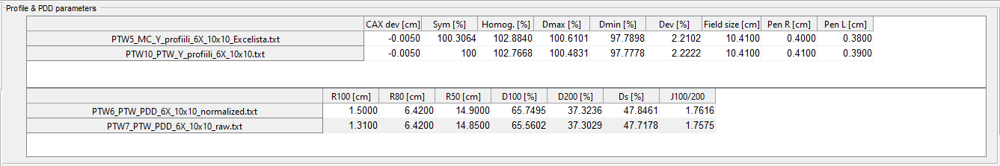 Profile & PDD parameters
CAX dev [cm] Sym [%] Homog. [%] Dmax [%] Dmin [%] Dev [%] Field size [cm] Pen R [cm] Pen L [cm]
PTW5_MC_Y_profiili_6X_10x10_Excelista.txt -0.0050 100.3064 102.8840 100.6101 97.7898 2.2102 10.4100 0.4000 0.3800
PTW10_PTW_Y_profiili_6X_10x10.txt -0.0050 100 102.7668 100.4831 97.7778 2.2222 10.4100 0.4100 0.3900
R100 [cm] R80 [cm] R50 [cm] D100 [%] D200 [%] Ds [%] J100/200
PTW6_PTW_PDD_6X_10x10_normalized.txt 1.5000 6.4200 14.9000 65.7495 37.3236 47.8461 1.7616
PTW7_PTW_PDD_6X_10x10_raw.txt 1.3100 6.4200 14.8500 65.5602 37.3029 47.7178 1.7575